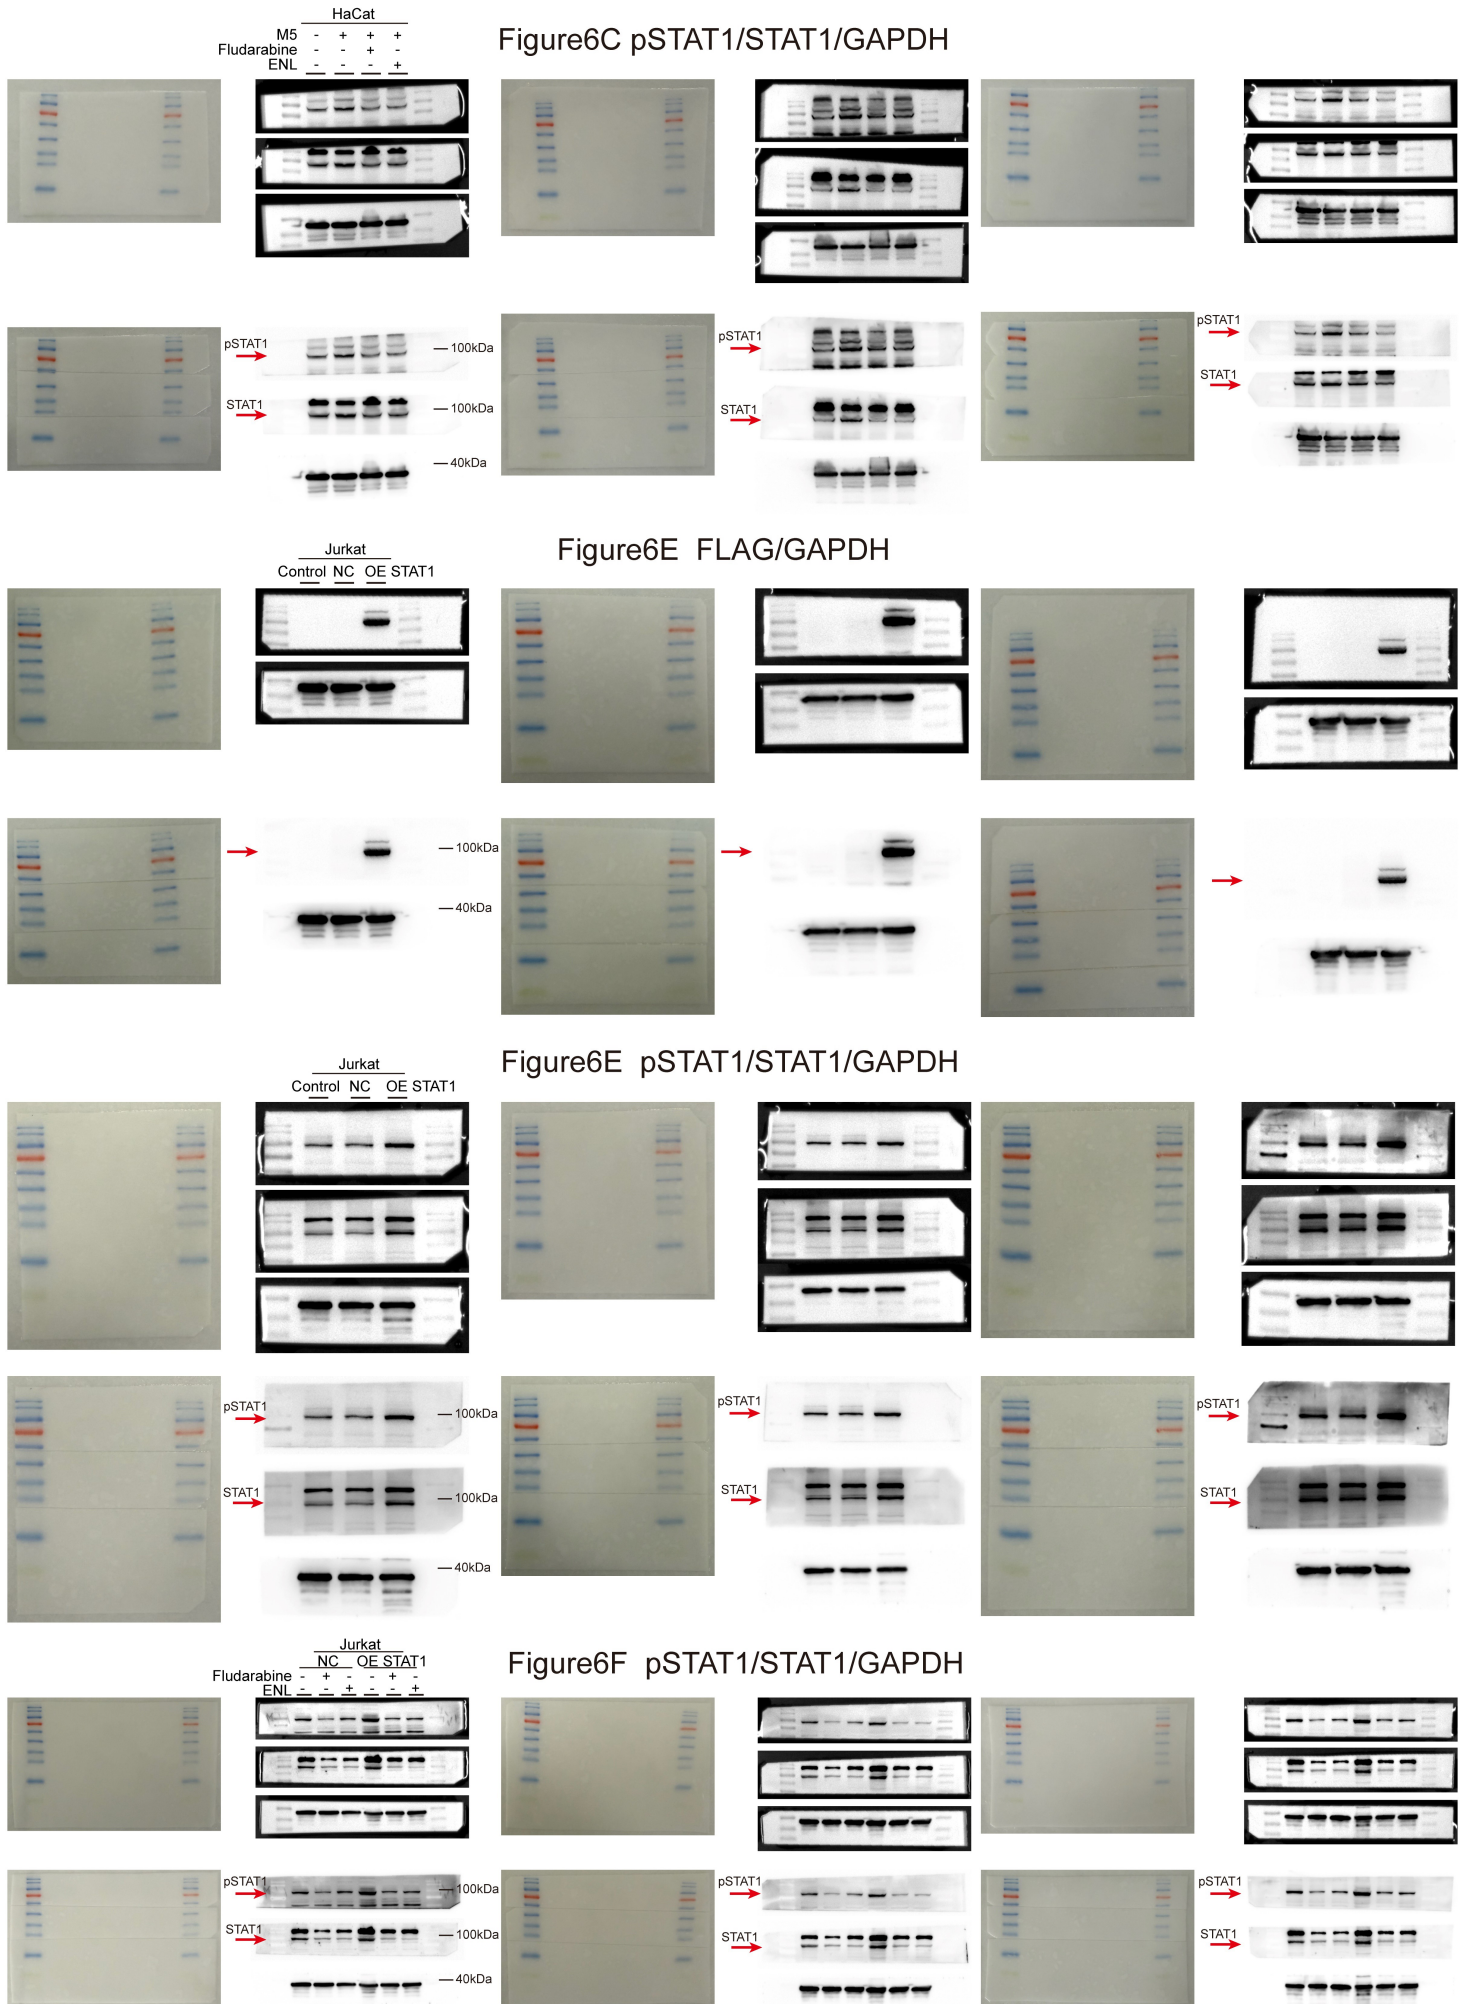 HaCat
M5 - + + +
Fludarabine - - + -
ENL - - - +
Figure6C pSTAT1/STAT1/GAPDH
pSTAT1
100kDa
STAT1
100kDa
40kDa
pSTAT1
STAT1
pSTAT1
STAT1
Figure6E FLAG/GAPDH
Jurkat
Control NC OE STAT1
100kDa
40kDa
Figure6E pSTAT1/STAT1/GAPDH
Jurkat
Control NC OE STAT1
pSTAT1
100kDa
STAT1
100kDa
40kDa
pSTAT1
STAT1
pSTAT1
STAT1
Figure6F pSTAT1/STAT1/GAPDH
Jurkat
NC OE STAT1
Fludarabine - + - - + -
ENL - - + - - +
pSTAT1
100kDa
STAT1
100kDa
40kDa
pSTAT1
STAT1
pSTAT1
STAT1